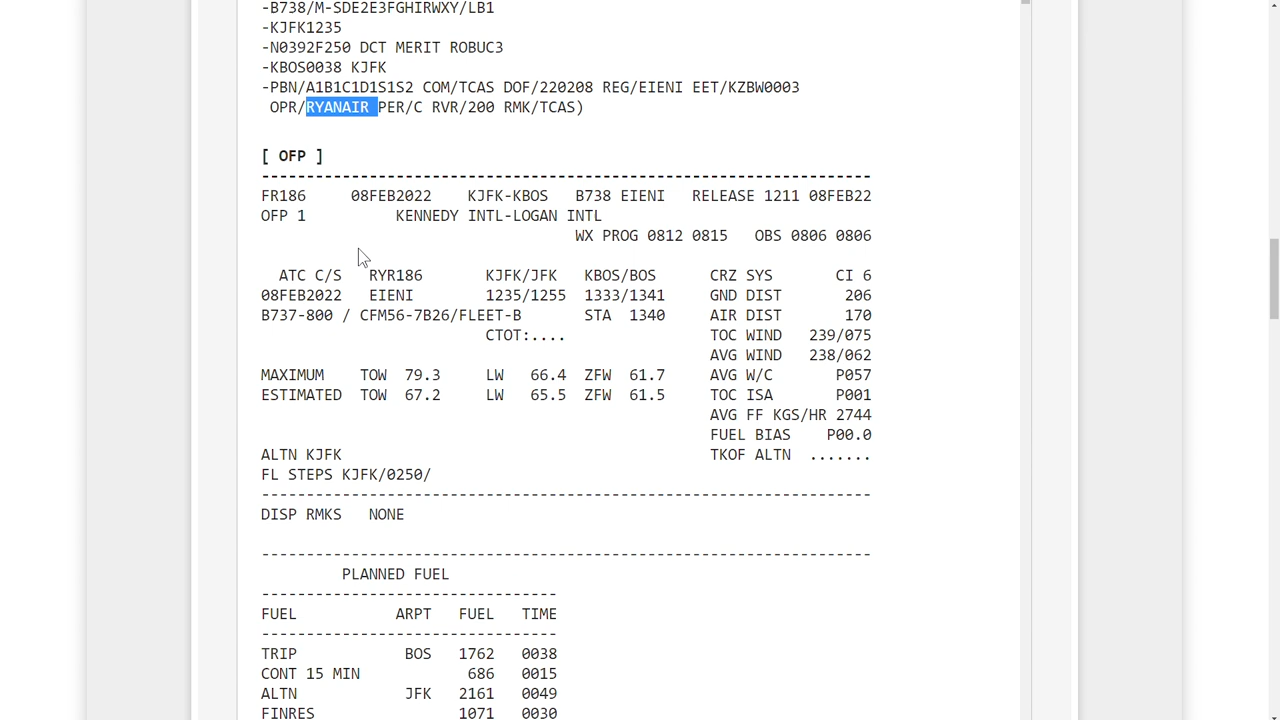 -B738/M-SDE2E3FGHIRWXY/LB1
-KJFK1235
-N0392F250 DCT MERIT ROBUC3
-KBOS0038 KJFK
-PBN/A1B1C1D1S1S2 COM/TCAS DOF/220208 REG/EIENI EET/KZBW0003
OPR/RYANAIR PER/C RVR/200 RMK/TCAS)
[ OFP ]
--------------------------------------------------------------------
FR186 08FEB2022 KJFK-KBOS B738 EIENI RELEASE 1211 08FEB22
OFP 1 KENNEDY INTL-LOGAN INTL
WX PROG 0812 0815 OBS 0806 0806
ATC C/S RYR186 KJFK/JFK KBOS/BOS CRZ SYS CI 6
08FEB2022 EIENI 1235/1255 1333/1341 GND DIST 206
B737-800 / CFM56-7B26/FLEET-B STA 1340 AIR DIST 170
CTOT:.... TOC WIND 239/075
AVG WIND 238/062
MAXIMUM TOW 79.3 LW 66.4 ZFW 61.7 AVG W/C P057
ESTIMATED TOW 67.2 LW 65.5 ZFW 61.5 TOC ISA P001
AVG FF KGS/HR 2744
FUEL BIAS P00.0
ALTN KJFK TKOF ALTN .......
FL STEPS KJFK/0250/
--------------------------------------------------------------------
DISP RMKS NONE
--------------------------------------------------------------------
PLANNED FUEL
---------------------------------
FUEL ARPT FUEL TIME
---------------------------------
TRIP BOS 1762 0038
CONT 15 MIN 686 0015
ALTN JFK 2161 0049
FINRES 1071 0030